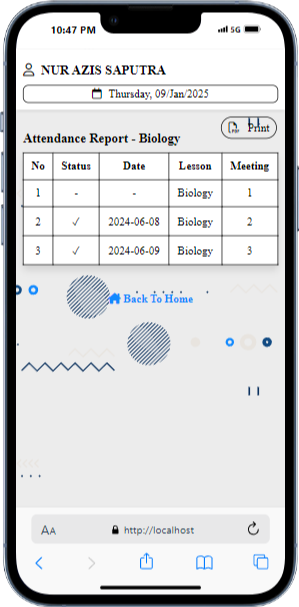 10:47 PM 5G
NUR AZIS SAPUTRA
Thursday, 09/Jan/2025
Print
Attendance Report - Biology
No Status Date Lesson Meeting
1 - - Biology 1
2 ✓ 2024-06-08 Biology 2
3 ✓ 2024-06-09 Biology 3
Back To Home
AA http://localhost